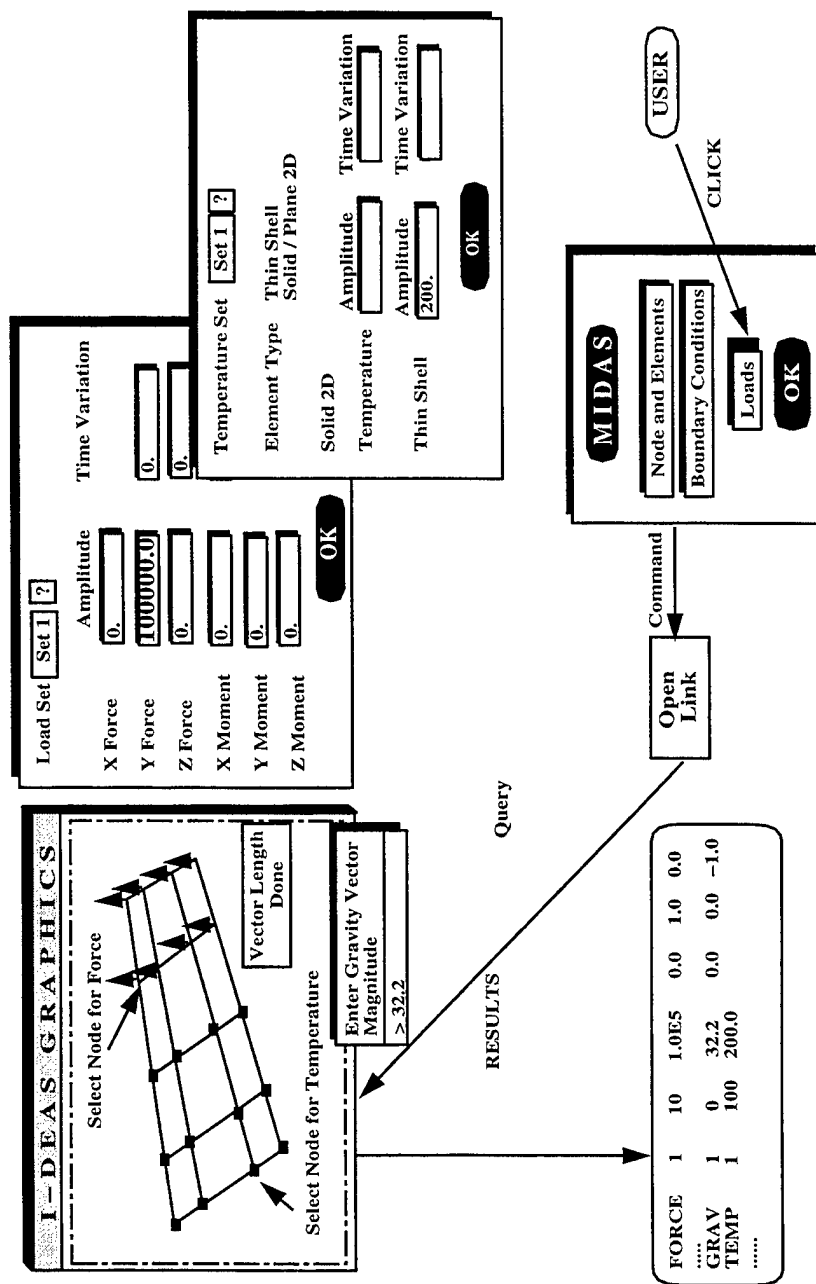 I-DEAS GRAPHICS
Select Node for Force
Vector Length
Done
Select Node for Temperature
Enter Gravity Vector
Magnitude
> 32.2
Load Set Set 1 ?
Amplitude Time Variation
X Force 0. 0.
Y Force 100000.0 0.
Z Force 0.
X Moment 0.
Y Moment 0.
Z Moment 0.
OK
Temperature Set Set 1 ?
Element Type Thin Shell
Solid / Plane 2D
Solid 2D
Amplitude Time Variation
Temperature
Amplitude Time Variation
Thin Shell 200.
OK
RESULTS
Query
Open
Link
Command
MIDAS
Node and Elements
Boundary Conditions
Loads
OK
CLICK
USER
FORCE 1 10 1.0E5 0.0 1.0 0.0
.....
GRAV 1 0 32.2 0.0 0.0 −1.0
TEMP 1 100 200.0
......